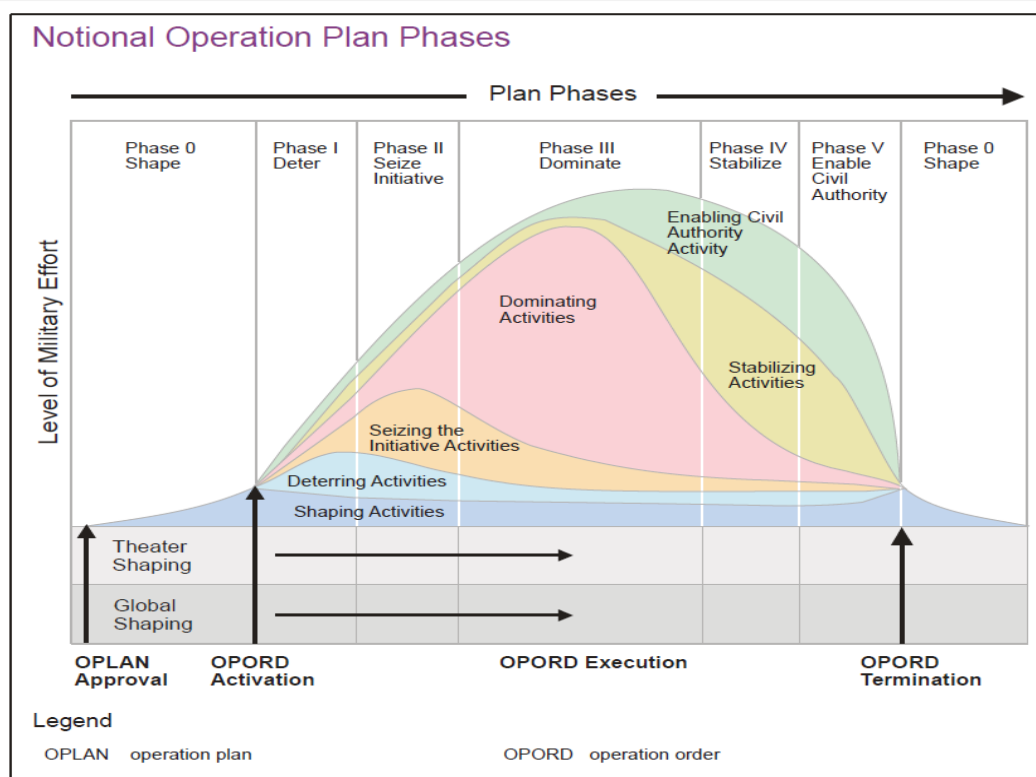 Notional Operation Plan Phases
Plan Phases
Phase 0
Shape
Phase I
Deter
Phase II
Seize
Initiative
Phase III
Dominate
Phase IV
Stabilize
Phase V
Enable
Civil
Authority
Phase 0
Shape
Level of Military Effort
Enabling Civil
Authority
Activity
Dominating
Activities
Stabilizing
Activities
Seizing the
Initiative Activities
Deterring Activities
Shaping Activities
Theater
Shaping
Global
Shaping
OPLAN
Approval
OPORD
Activation
OPORD Execution
OPORD
Termination
Legend
OPLAN operation plan
OPORD operation order